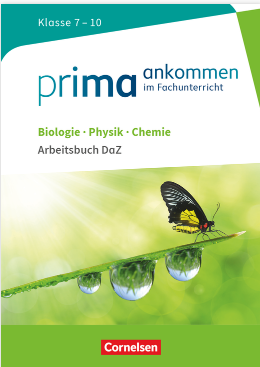 Klasse 7 – 10
prima ankommen
im Fachunterricht
Biologie · Physik · Chemie
Arbeitsbuch DaZ
Cornelsen